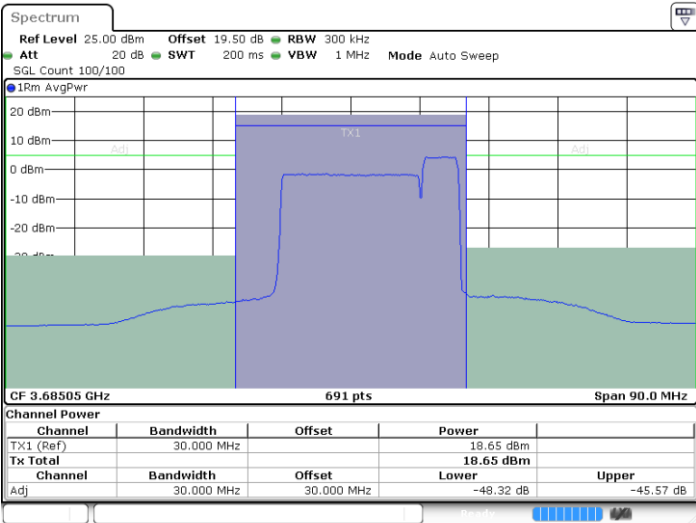 Spectrum
Ref Level 25.00 dBm Offset 19.50 dB RBW 300 kHz
Att 20 dB SWT 200 ms VBW 1 MHz Mode Auto Sweep
SGL Count 100/100
1Rm AvgPwr
20 dBm
TX1
10 dBm
Adj Adj
0 dBm
-10 dBm
-20 dBm
CF 3.68505 GHz 691 pts Span 90.0 MHz
Channel Power
Channel Bandwidth Offset Power
TX1 (Ref) 30.000 MHz 18.65 dBm
Tx Total 18.65 dBm
Channel Bandwidth Offset Lower Upper
Adj 30.000 MHz 30.000 MHz -48.32 dB -45.57 dB
Ready